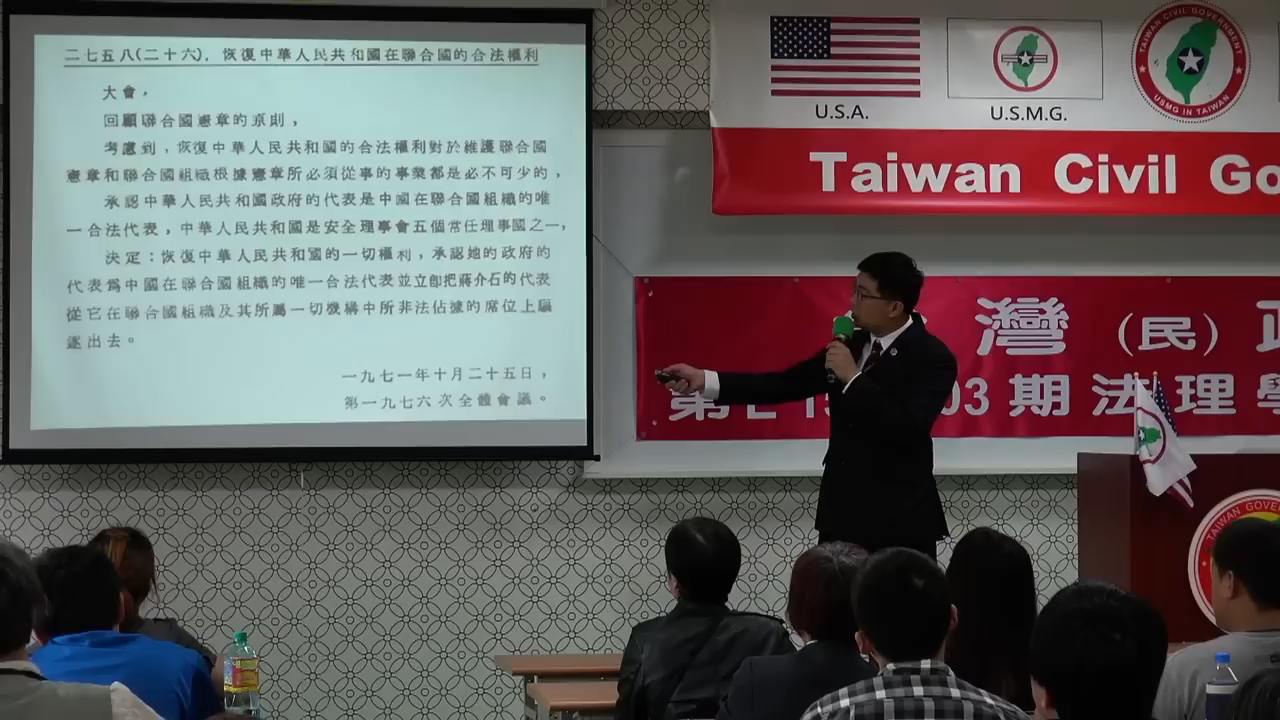 二七五八(二十六). 恢復中華人民共和國在聯合國的合法權利
大會，
回顧聯合國憲章的原則，
考慮到，恢復中華人民共和國的合法權利對於維護聯合國
憲章和聯合國組織根據憲章所必須從事的事業都是必不可少的，
承認中華人民共和國政府的代表是中國在聯合國組織的唯
一合法代表，中華人民共和國是安全理事會五個常任理事國之一，
決定：恢復中華人民共和國的一切權利，承認她的政府的
代表爲中國在聯合國組織的唯一合法代表並立即把蔣介石的代表
從它在聯合國組織及其所屬一切機構中所非法佔據的席位上驅
逐出去。
一九七一年十月二十五日，
第一九七六次全體會議。
U.S.A.
U.S.M.G.
TAIWAN CIVIL GOVERNMENT
USMG IN TAIWAN
Taiwan Civil Go
灣（民）政
第 03 期法理學
TAIWAN GOVER